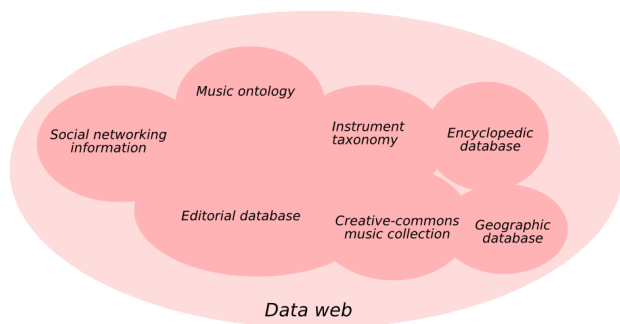 Music ontology
Social networking
information
Instrument
taxonomy
Encyclopedic
database
Editorial database
Creative-commons
music collection
Geographic
database
Data web